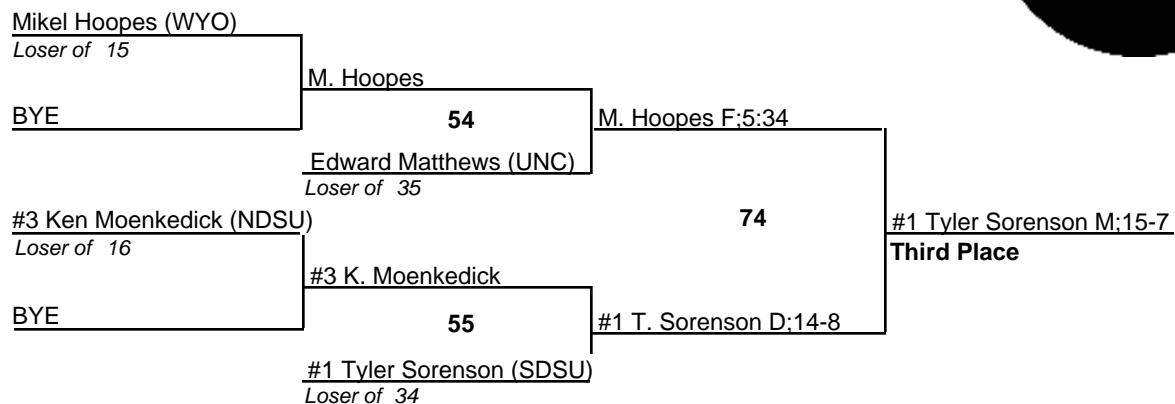 Mikel Hoopes (WYO)
Loser of 15
M. Hoopes
BYE
54
M. Hoopes F;5:34
Edward Matthews (UNC)
Loser of 35
#3 Ken Moenkedick (NDSU)
74
#1 Tyler Sorenson M;15-7
Loser of 16
Third Place
#3 K. Moenkedick
BYE
55
#1 T. Sorenson D;14-8
#1 Tyler Sorenson (SDSU)
Loser of 34